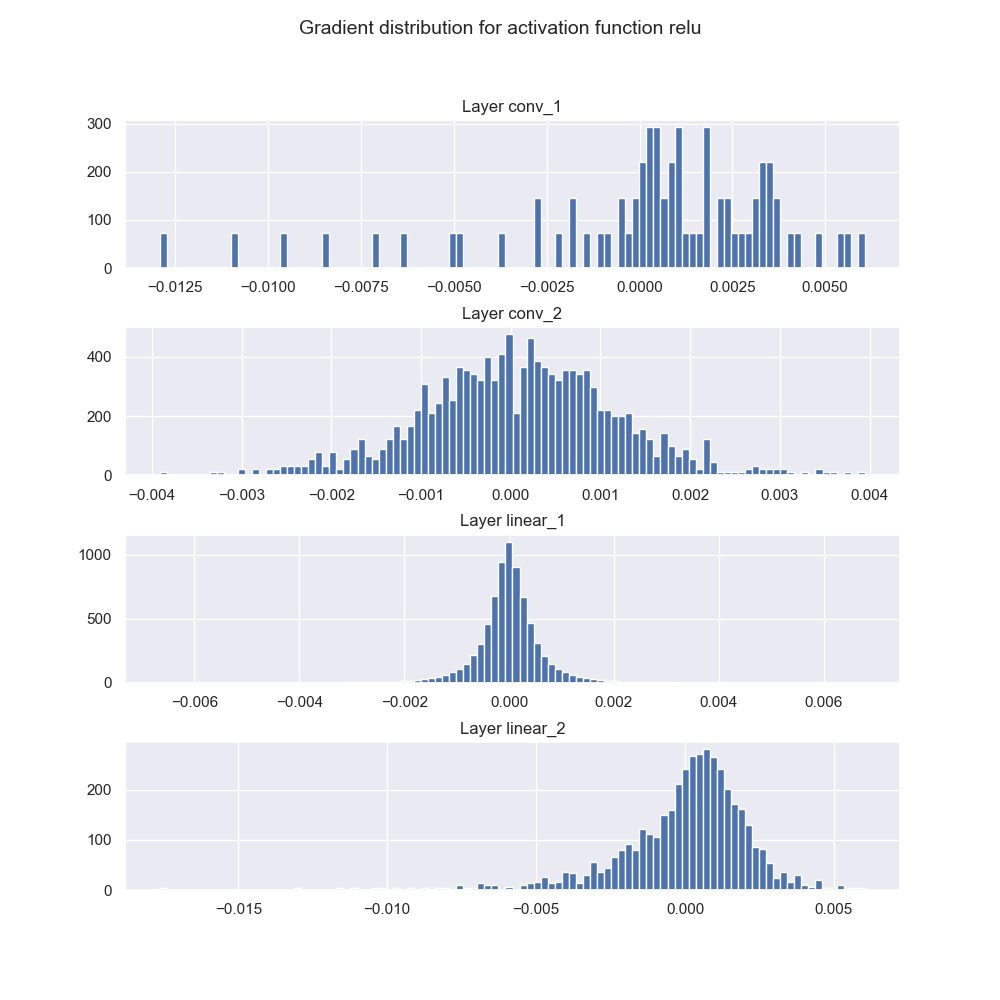 Gradient distribution for activation function relu
Layer conv_1
300
200
100
0
−0.0125 −0.0100 −0.0075 −0.0050 −0.0025 0.0000 0.0025 0.0050
Layer conv_2
400
200
0
−0.004 −0.003 −0.002 −0.001 0.000 0.001 0.002 0.003 0.004
Layer linear_1
1000
500
0
−0.006 −0.004 −0.002 0.000 0.002 0.004 0.006
Layer linear_2
200
100
0
−0.015 −0.010 −0.005 0.000 0.005